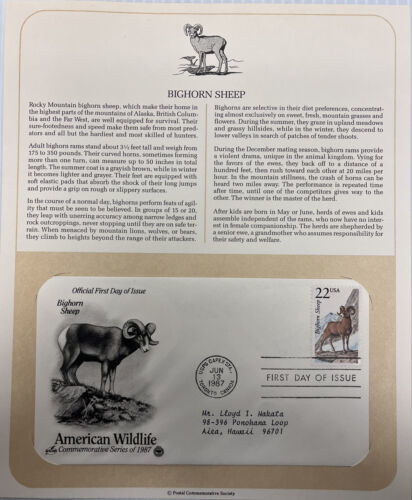 BIGHORN SHEEP
Rocky Mountain bighorn sheep, which make their home in
the highest parts of the mountains of Alaska, British Colum-
bia and the Far West, are well equipped for survival. Their
sure-footedness and speed make them safe from most pred-
ators and all but the hardiest and most skilled of hunters.
Adult bighorn rams stand about 3½ feet tall and weigh from
175 to 350 pounds. Their curved horns, sometimes forming
more than one turn, can measure up to 50 inches in total
length. The summer coat is a grayish brown, while in winter
it becomes lighter and grayer. Their feet are equipped with
soft elastic pads that absorb the shock of their long jumps
and provide a grip on rough or slippery surfaces.
In the course of a normal day, bighorns perform feats of agil-
ity that must be seen to be believed. In groups of 15 or 20,
they leap with unerring accuracy among narrow ledges and
rock outcroppings, never stopping until they are on safe ter-
rain. When menaced by mountain lions, wolves, or bears,
they climb to heights beyond the range of their attackers.
Bighorns are selective in their diet preferences, concentrat-
ing almost exclusively on sweet, fresh, mountain grasses and
flowers. During the summer, they graze in upland meadows
and grassy hillsides, while in the winter, they descend to
lower valleys in search of patches of tender shoots.
During the December mating season, bighorn rams provide
a violent drama, unique in the animal kingdom. Vying for
the favors of the ewes, they back off to a distance of a
hundred feet, then rush toward each other at 20 miles per
hour. In the mountain stillness, the crash of horns can be
heard two miles away. The performance is repeated time
after time, until one of the competitors gives way to the
other. The winner is the master of the herd.
After kids are born in May or June, herds of ewes and kids
assemble independent of the rams, who now have no inter-
est in female companionship. The herds are shepherded by
a senior ewe, a grandmother who assumes responsibility for
their safety and welfare.
Official First Day of Issue
Bighorn
Sheep
22 USA
Bighorn Sheep
USPS CAPEX STA.
JUN
13
1987
TORONTO CANADA
FIRST DAY OF ISSUE
Mr. Lloyd I. Wakata
98-396 Ponohana Loop
Aiea, Hawaii 96701
American Wildlife
Commemorative Series of 1987
© Postal Commemorative Society